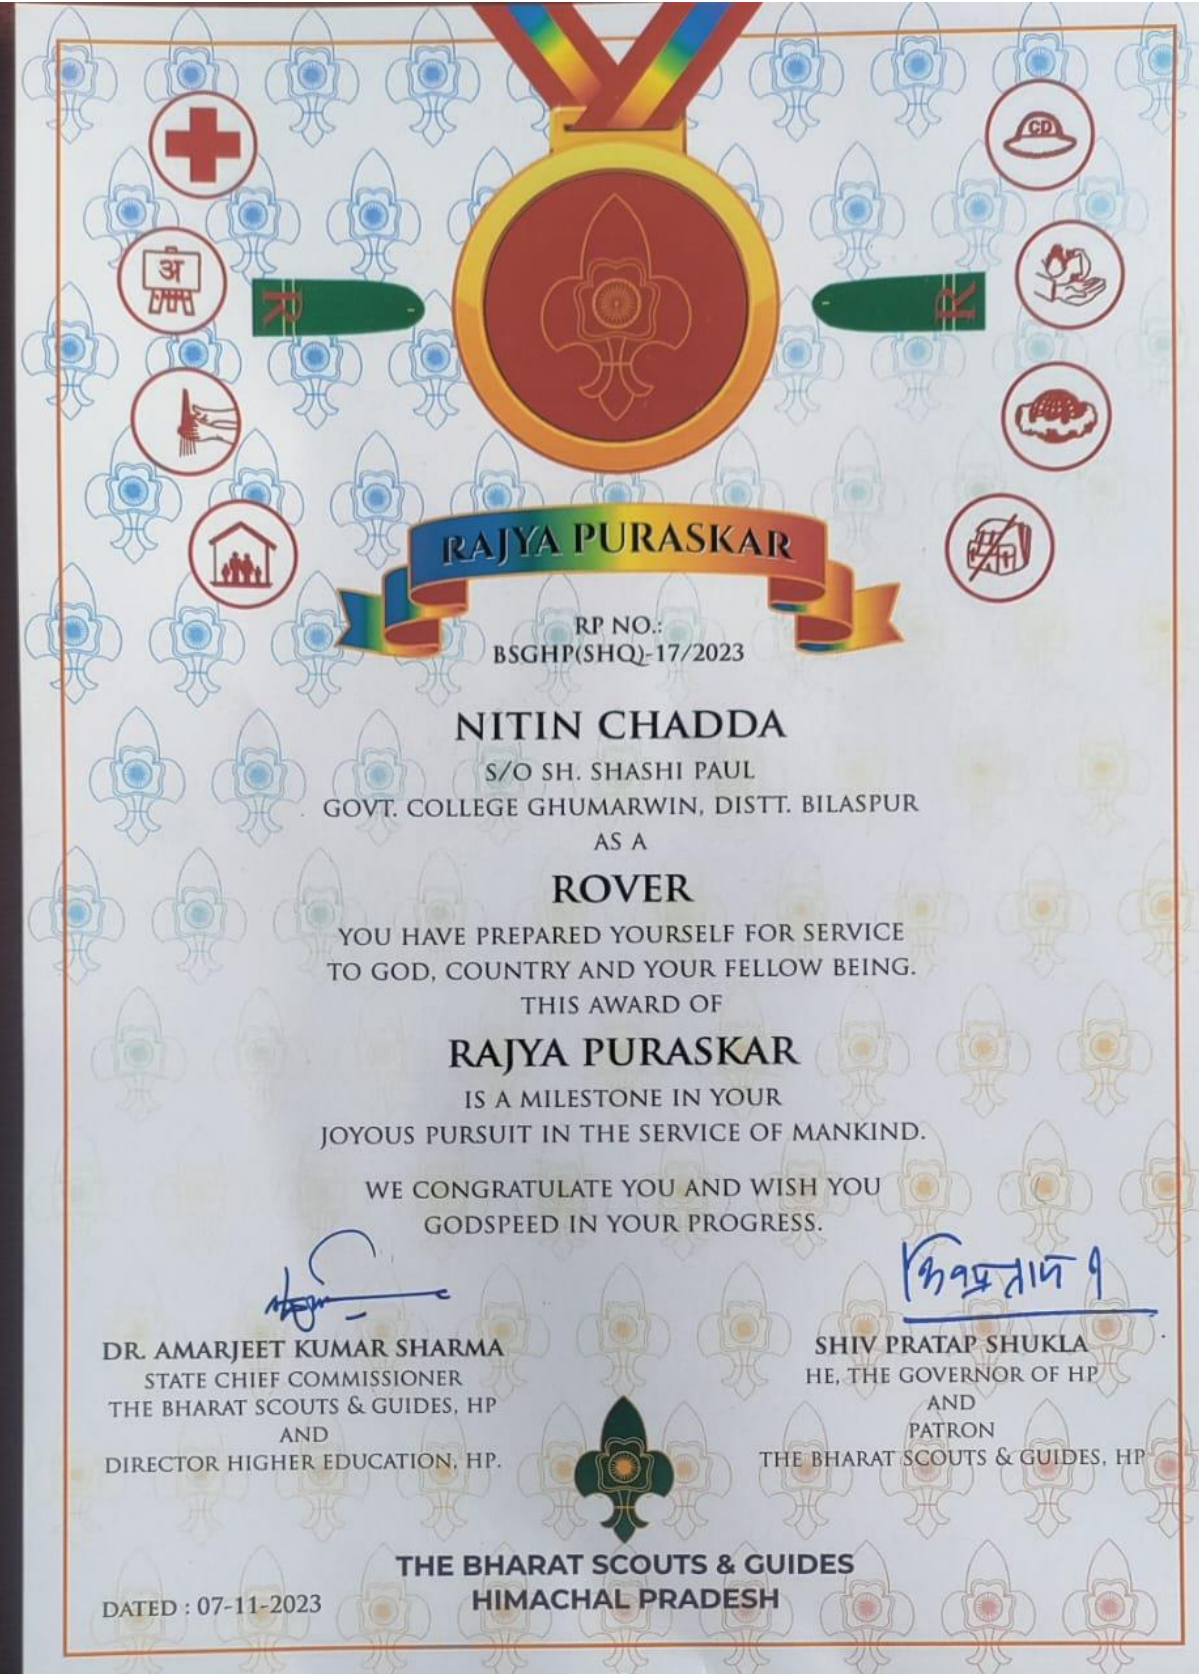 CD
अ
R
R
RAJYA PURASKAR
RP NO.:
BSGHP(SHQ)-17/2023
NITIN CHADDA
S/O SH. SHASHI PAUL
GOVT. COLLEGE GHUMARWIN, DISTT. BILASPUR
AS A
ROVER
YOU HAVE PREPARED YOURSELF FOR SERVICE
TO GOD, COUNTRY AND YOUR FELLOW BEING.
THIS AWARD OF
RAJYA PURASKAR
IS A MILESTONE IN YOUR
JOYOUS PURSUIT IN THE SERVICE OF MANKIND.
WE CONGRATULATE YOU AND WISH YOU
GODSPEED IN YOUR PROGRESS.
DR. AMARJEET KUMAR SHARMA
STATE CHIEF COMMISSIONER
THE BHARAT SCOUTS & GUIDES, HP
AND
DIRECTOR HIGHER EDUCATION, HP.
SHIV PRATAP SHUKLA
HE, THE GOVERNOR OF HP
AND
PATRON
THE BHARAT SCOUTS & GUIDES, HP
THE BHARAT SCOUTS & GUIDES
HIMACHAL PRADESH
DATED : 07-11-2023